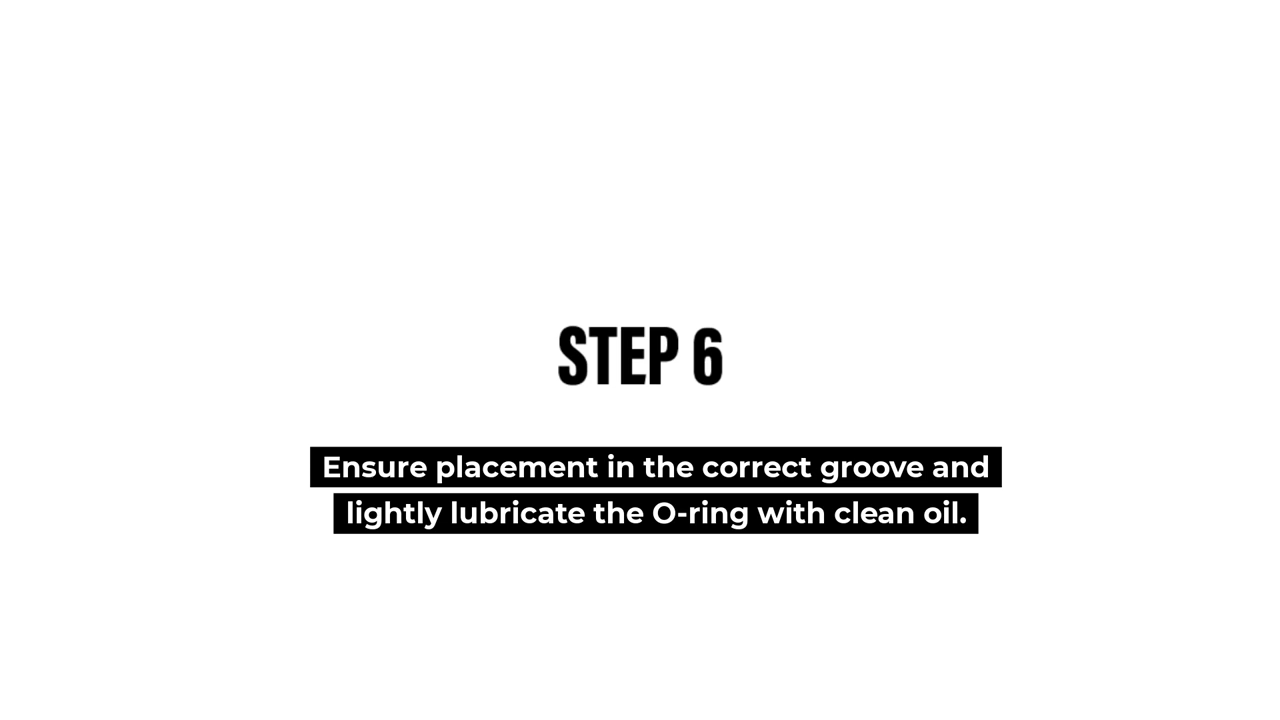 STEP 6
Ensure placement in the correct groove and
lightly lubricate the O-ring with clean oil.